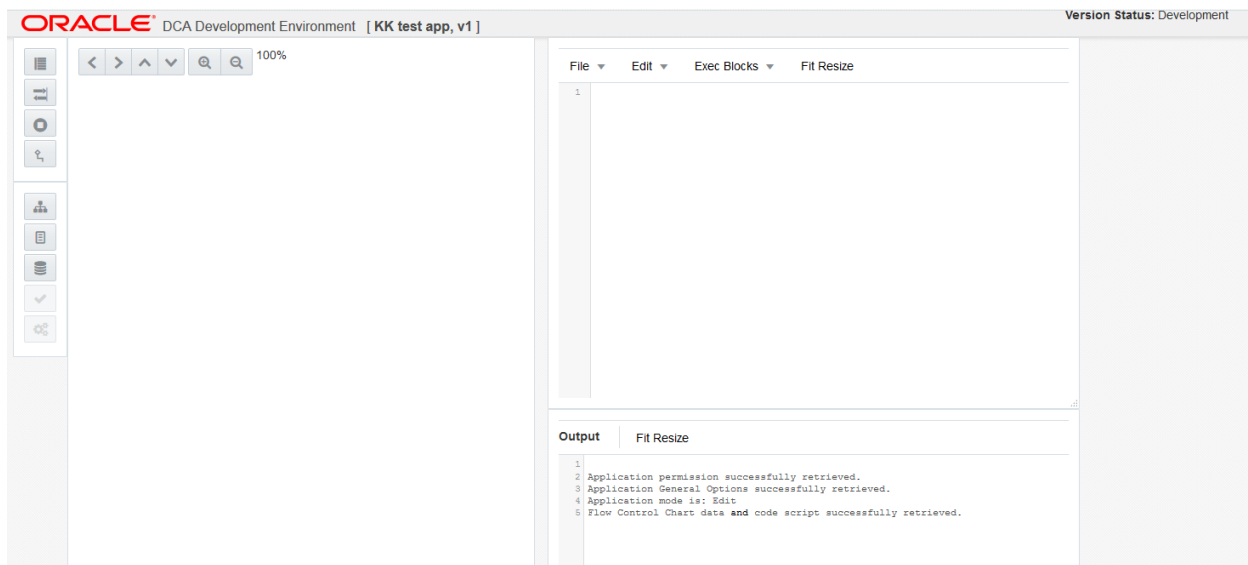 ORACLE® DCA Development Environment [ KK test app, v1 ]
Version Status: Development
100%
File Edit Exec Blocks Fit Resize
1
Output Fit Resize
1
2 Application permission successfully retrieved.
3 Application General Options successfully retrieved.
4 Application mode is: Edit
5 Flow Control Chart data and code script successfully retrieved.